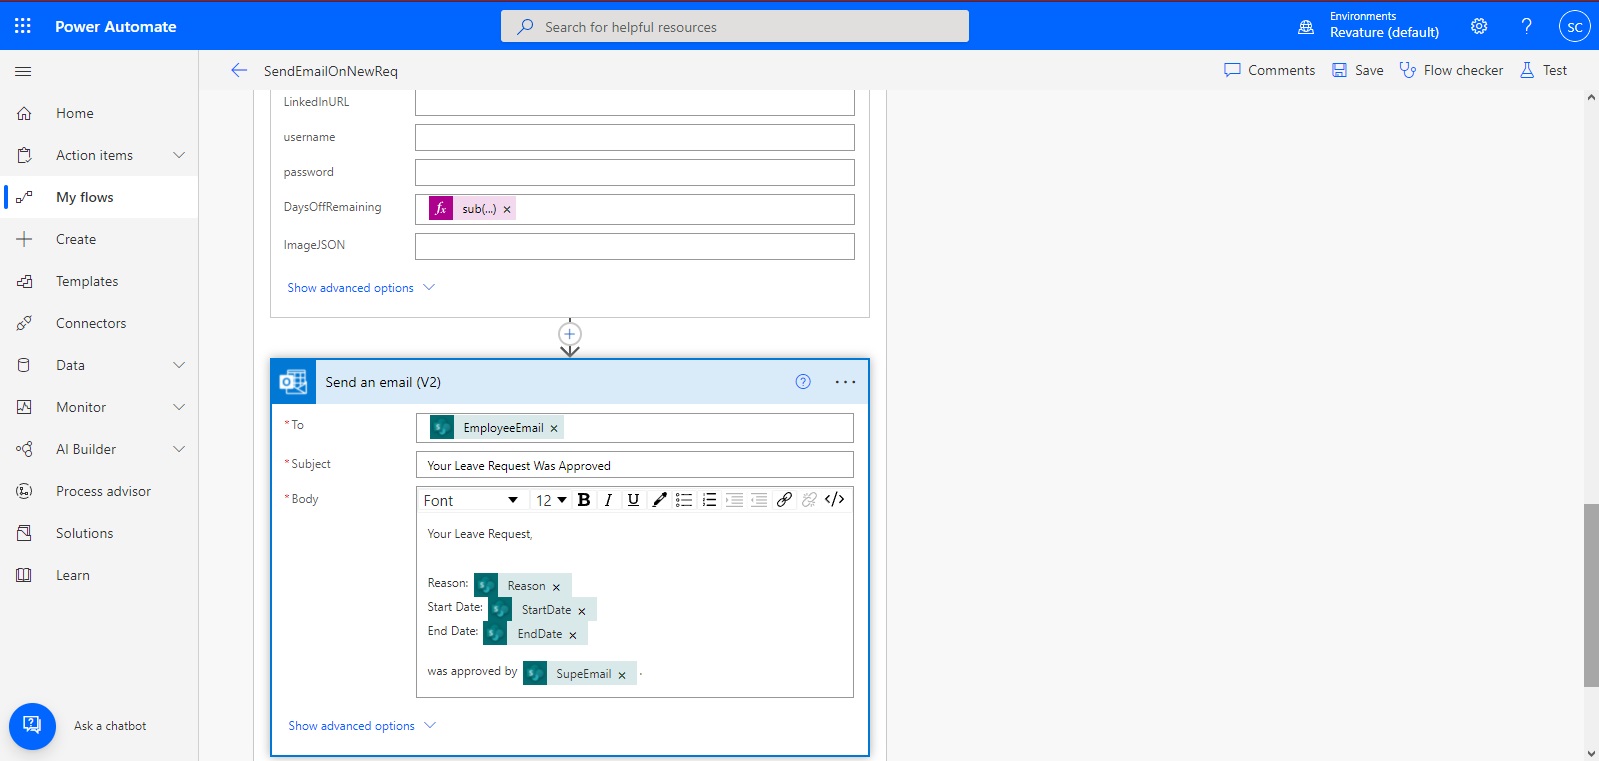 Power Automate
Search for helpful resources
Environments
Revature (default)
?
SC
SendEmailOnNewReq
Comments
Save
Flow checker
Test
Home
Action items
My flows
Create
Templates
Connectors
Data
Monitor
AI Builder
Process advisor
Solutions
Learn
Ask a chatbot
LinkedInURL
username
password
DaysOffRemaining
fx sub(...) ×
ImageJSON
Show advanced options
Send an email (V2)
? ...
* To
EmployeeEmail ×
* Subject
Your Leave Request Was Approved
* Body
Font 12 B I U </>
Your Leave Request,
Reason: Reason ×
Start Date: StartDate ×
End Date: EndDate ×
was approved by SupeEmail × .
Show advanced options